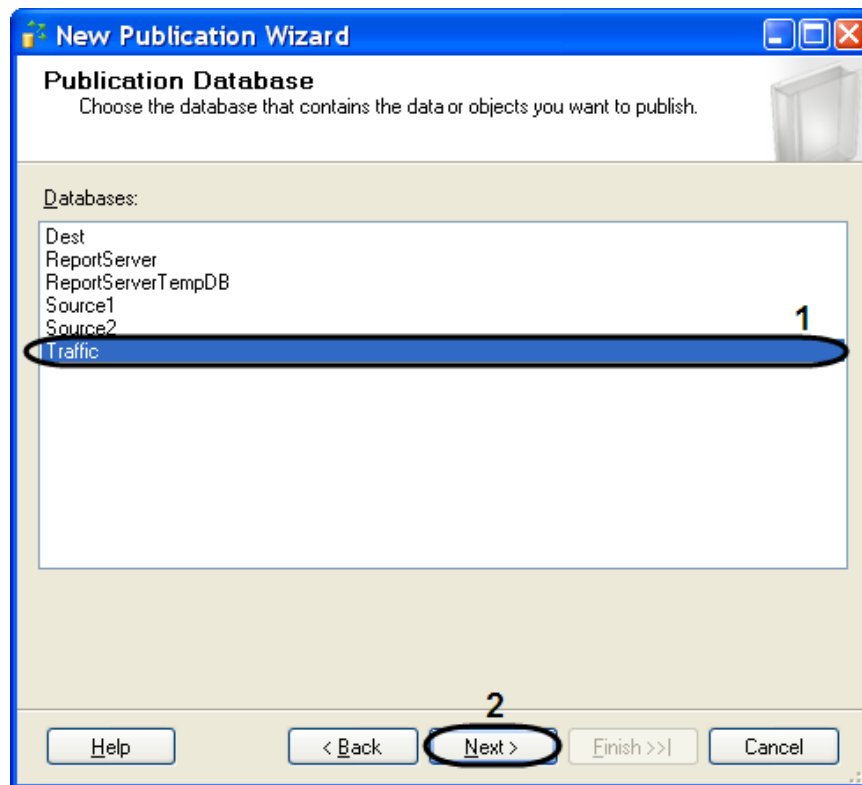 New Publication Wizard
Publication Database
Choose the database that contains the data or objects you want to publish.
Databases:
Dest
ReportServer
ReportServerTempDB
Source1
Source2
1
Traffic
2
Help
< Back
Next >
Finish >>|
Cancel